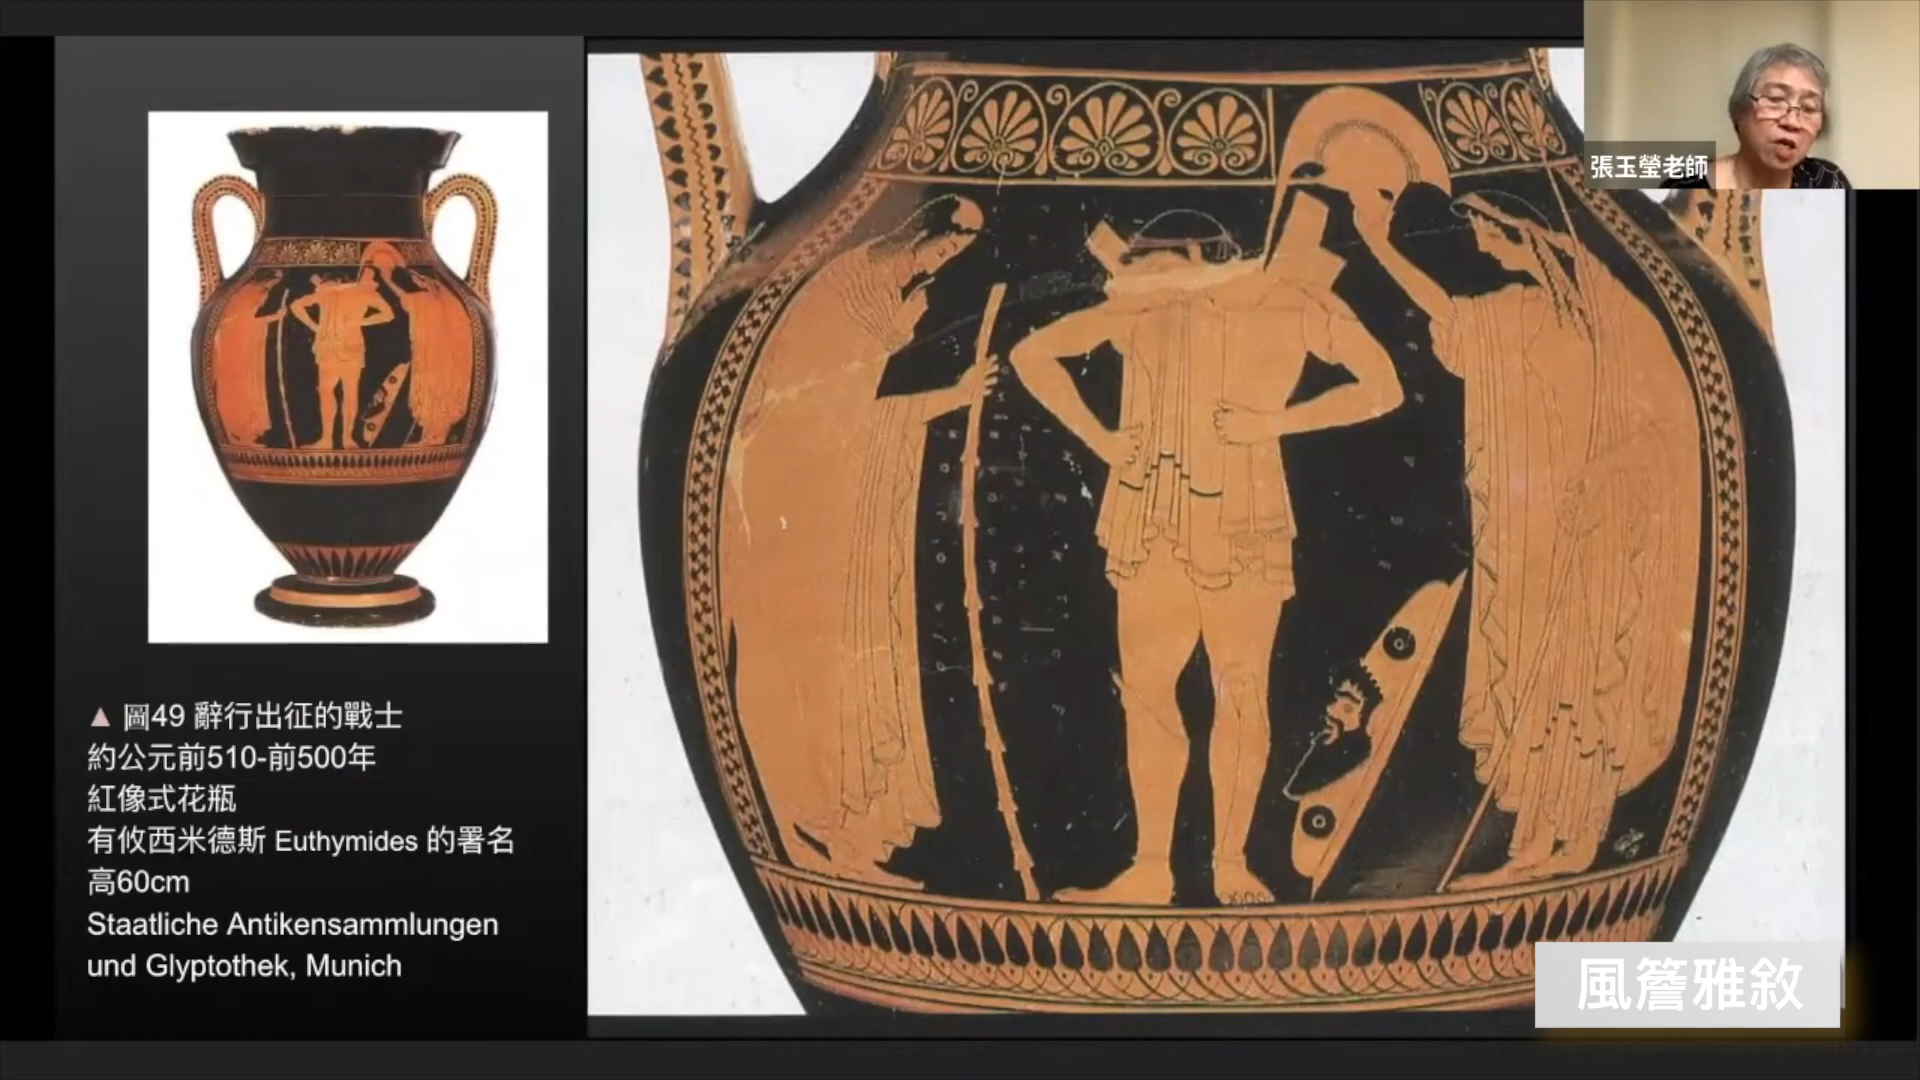 張玉瑩老師
▲ 圖49 辭行出征的戰士
約公元前510-前500年
紅像式花瓶
有攸西米德斯 Euthymides 的署名
高60cm
Staatliche Antikensammlungen
und Glyptothek, Munich
風簷雅敘